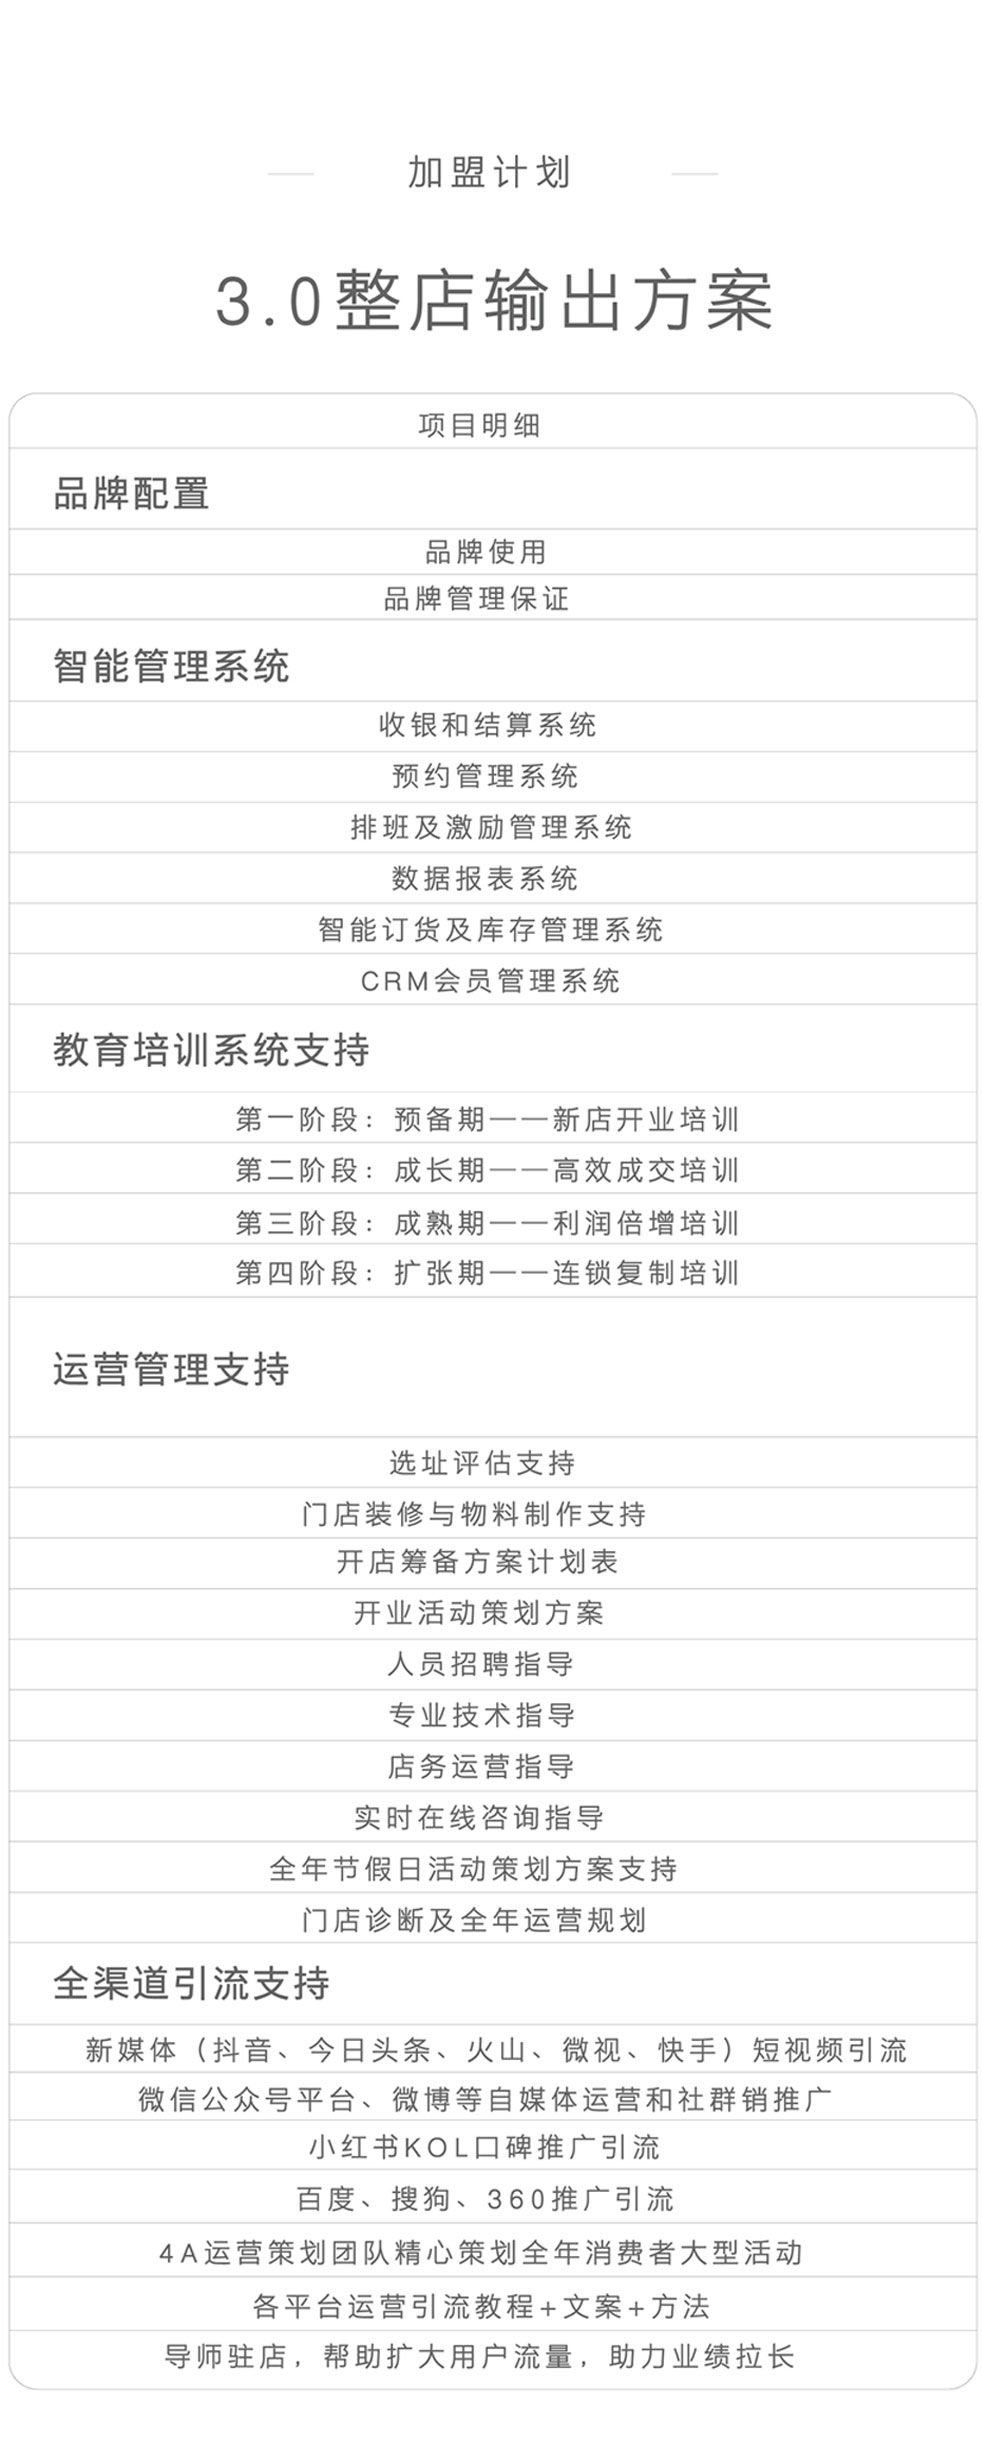 加盟计划
3.0整店输出方案
项目明细
品牌配置
品牌使用
品牌管理保证
智能管理系统
收银和结算系统
预约管理系统
排班及激励管理系统
数据报表系统
智能订货及库存管理系统
CRM会员管理系统
教育培训系统支持
第一阶段：预备期——新店开业培训
第二阶段：成长期——高效成交培训
第三阶段：成熟期——利润倍增培训
第四阶段：扩张期——连锁复制培训
运营管理支持
选址评估支持
门店装修与物料制作支持
开店筹备方案计划表
开业活动策划方案
人员招聘指导
专业技术指导
店务运营指导
实时在线咨询指导
全年节假日活动策划方案支持
门店诊断及全年运营规划
全渠道引流支持
新媒体（抖音、今日头条、火山、微视、快手）短视频引流
微信公众号平台、微博等自媒体运营和社群销推广
小红书KOL口碑推广引流
百度、搜狗、360推广引流
4A运营策划团队精心策划全年消费者大型活动
各平台运营引流教程+文案+方法
导师驻店，帮助扩大用户流量，助力业绩拉长